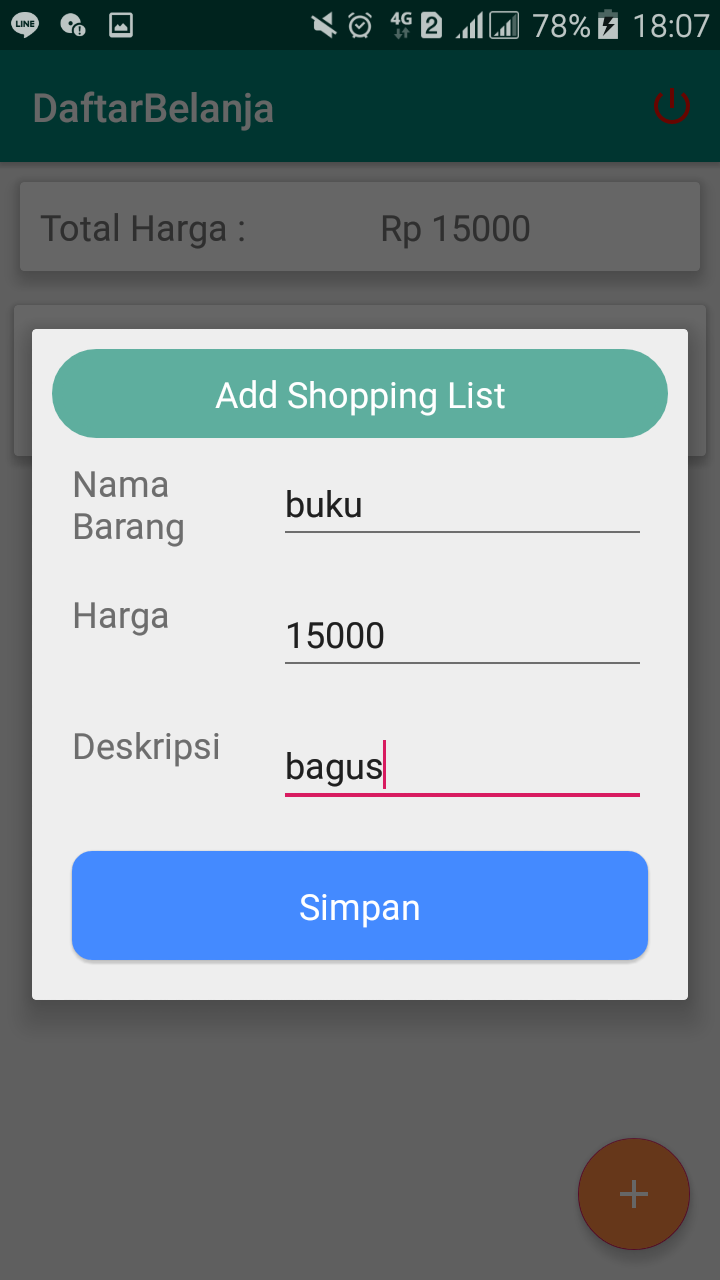 LINE 4G 2 78% 18:07
DaftarBelanja
Total Harga : Rp 15000
Add Shopping List
Nama
Barang
buku
Harga
15000
Deskripsi
bagus
Simpan
+